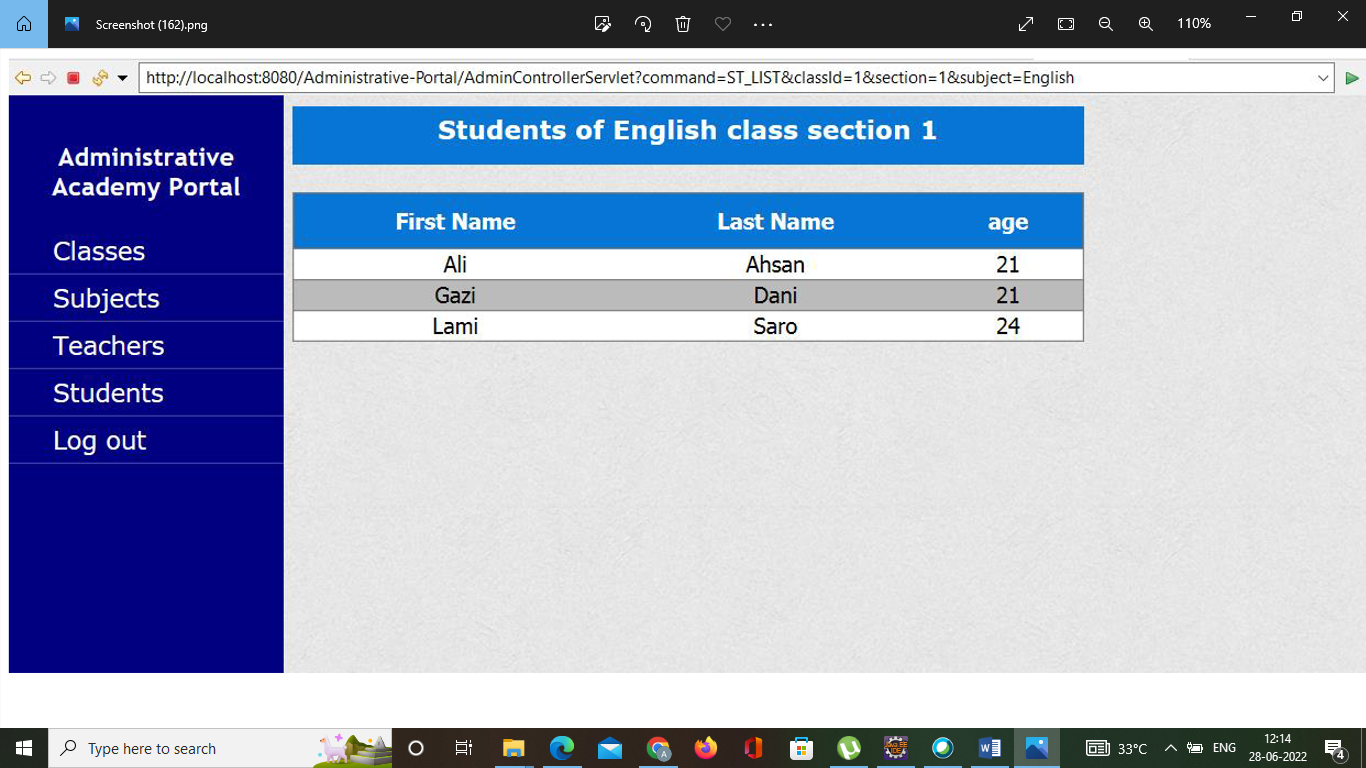 Screenshot (162).png
110%
http://localhost:8080/Administrative-Portal/AdminControllerServlet?command=ST_LIST&classId=1&section=1&subject=English
Administrative
Academy Portal
Classes
Subjects
Teachers
Students
Log out
Students of English class section 1
First Name Last Name age
Ali Ahsan 21
Gazi Dani 21
Lami Saro 24
Type here to search
33°C
ENG
12:14
28-06-2022
4